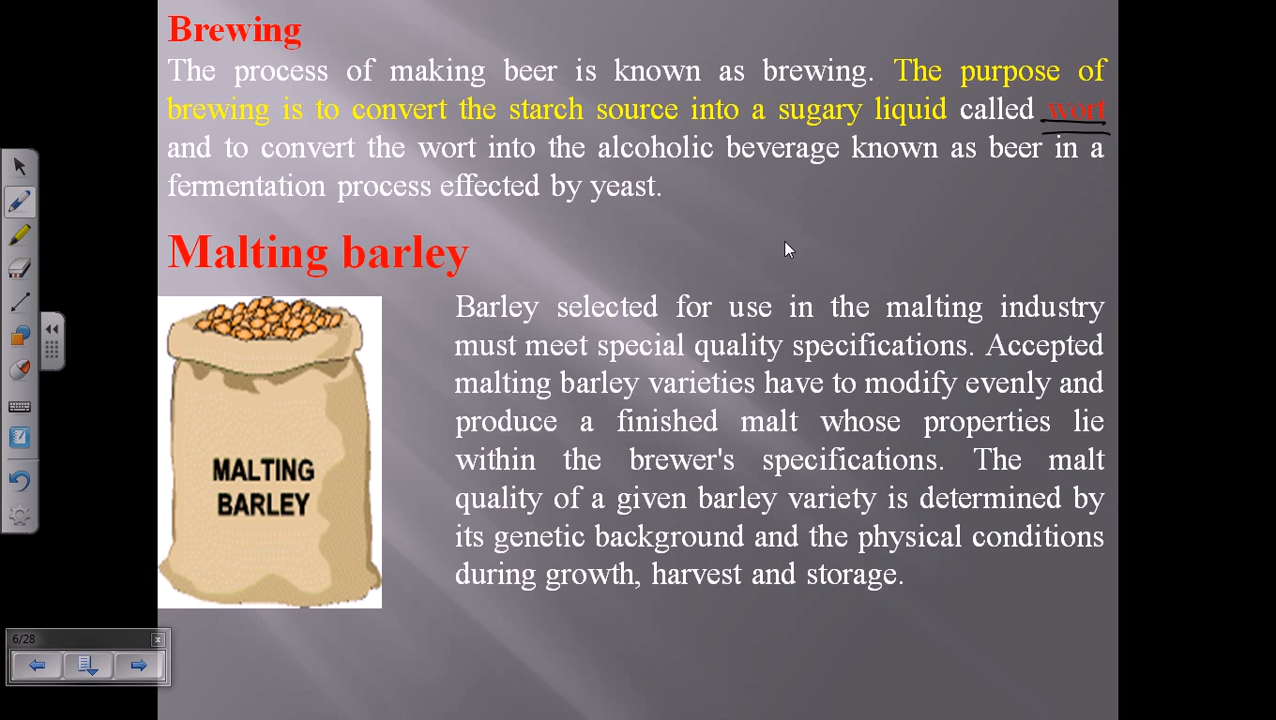 Brewing
The process of making beer is known as brewing. The purpose of
brewing is to convert the starch source into a sugary liquid called wort
and to convert the wort into the alcoholic beverage known as beer in a
fermentation process effected by yeast.
Malting barley
MALTING
BARLEY
Barley selected for use in the malting industry
must meet special quality specifications. Accepted
malting barley varieties have to modify evenly and
produce a finished malt whose properties lie
within the brewer's specifications. The malt
quality of a given barley variety is determined by
its genetic background and the physical conditions
during growth, harvest and storage.
6/28
x